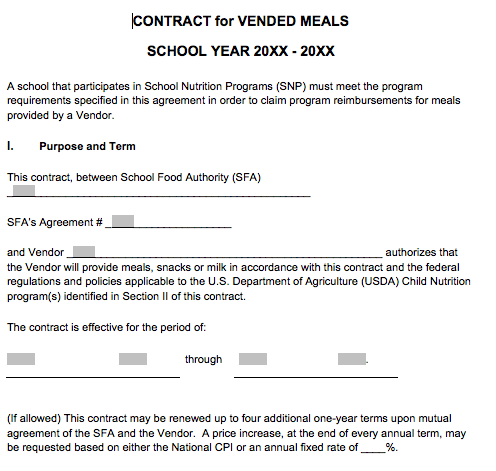 CONTRACT for VENDED MEALS
SCHOOL YEAR 20XX - 20XX
A school that participates in School Nutrition Programs (SNP) must meet the program
requirements specified in this agreement in order to claim program reimbursements for meals
provided by a Vendor.
I. Purpose and Term
This contract, between School Food Authority (SFA)
SFA's Agreement #
and Vendor authorizes that
the Vendor will provide meals, snacks or milk in accordance with this contract and the federal
regulations and policies applicable to the U.S. Department of Agriculture (USDA) Child Nutrition
program(s) identified in Section II of this contract.
The contract is effective for the period of:
through .
(If allowed) This contract may be renewed up to four additional one-year terms upon mutual
agreement of the SFA and the Vendor. A price increase, at the end of every annual term, may
be requested based on either the National CPI or an annual fixed rate of ____%.